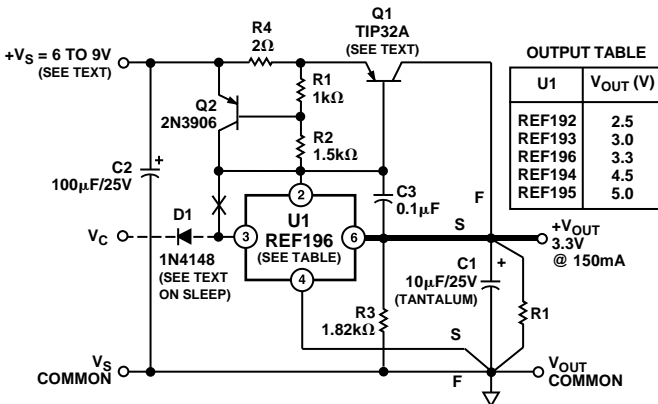 Q1
TIP32A
(SEE TEXT)
R4
2Ω
+VS = 6 TO 9V
(SEE TEXT)
R1
1kΩ
Q2
2N3906
R2
1.5kΩ
C2
100μF/25V
+
C3
0.1μF
F
S
VC
D1
1N4148
(SEE TEXT
ON SLEEP)
2
3
U1
REF196
(SEE TABLE)
6
4
+VOUT
3.3V
@ 150mA
C1
10μF/25V
(TANTALUM)
+
R1
R3
1.82kΩ
S
F
VS
COMMON
VOUT
COMMON
OUTPUT TABLE
U1 VOUT (V)
REF192 2.5
REF193 3.0
REF196 3.3
REF194 4.5
REF195 5.0